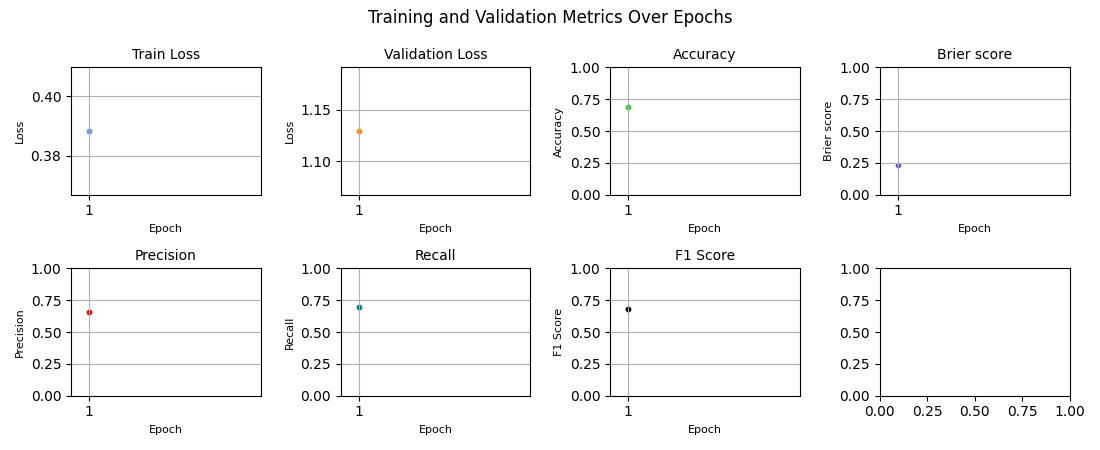 Training and Validation Metrics Over Epochs
Train Loss
0.40
0.38
Loss
1
Epoch
Validation Loss
1.15
1.10
Loss
1
Epoch
Accuracy
1.00
0.75
0.50
0.25
0.00
Accuracy
1
Epoch
Brier score
1.00
0.75
0.50
0.25
0.00
Brier score
1
Epoch
Precision
1.00
0.75
0.50
0.25
0.00
Precision
1
Epoch
Recall
1.00
0.75
0.50
0.25
0.00
Recall
1
Epoch
F1 Score
1.00
0.75
0.50
0.25
0.00
F1 Score
1
Epoch
1.00
0.75
0.50
0.25
0.00
0.00 0.25 0.50 0.75 1.00